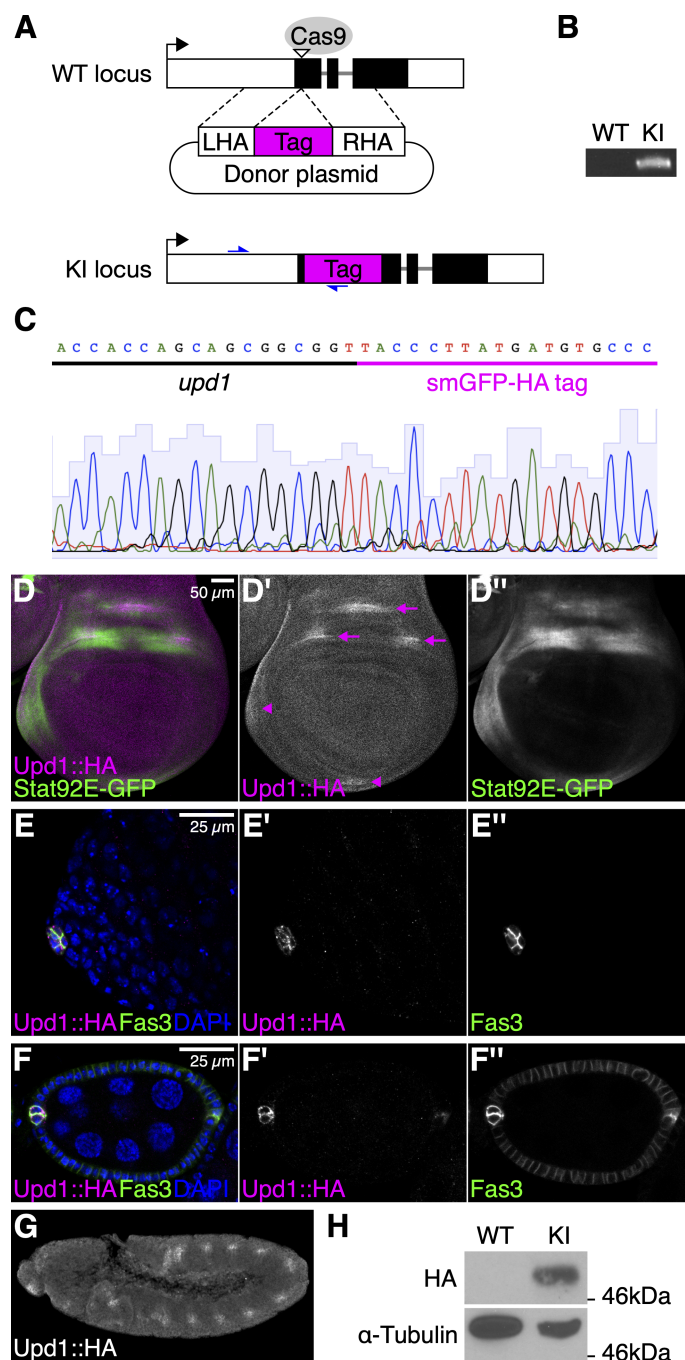 A
Cas9
WT locus
LHA Tag RHA
Donor plasmid
KI locus
Tag
B
WT KI
C
A C C A C C A G C A G C G G C G G T T A C C C T T A T G A T G T G C C C
upd1 smGFP-HA tag
D
50 µm
Upd1::HA
Stat92E-GFP
D'
Upd1::HA
D''
Stat92E-GFP
E
25 µm
Upd1::HA Fas3 DAPI
E'
Upd1::HA
E''
Fas3
F
25 µm
Upd1::HA Fas3 DAPI
F'
Upd1::HA
F''
Fas3
G
Upd1::HA
H
WT KI
HA
46kDa
α-Tubulin
46kDa